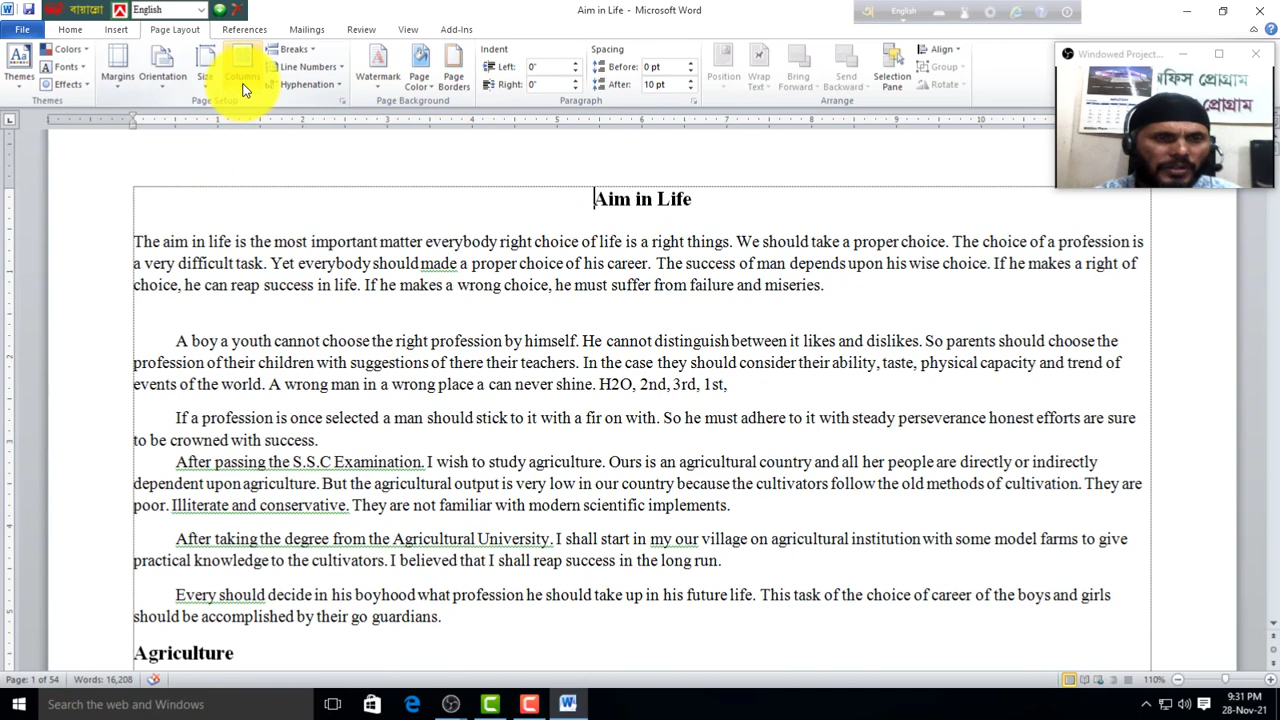 বায়ান্নো
English
Aim in Life - Microsoft Word
English
File
Home
Insert
Page Layout
References
Mailings
Review
View
Add-Ins
Themes
Colors
Fonts
Effects
Themes
Margins
Orientation
Size
Columns
Breaks
Line Numbers
Hyphenation
Page Setup
Watermark
Page Color
Page Borders
Page Background
Indent
Left: 0"
Right: 0"
Spacing
Before: 0 pt
After: 10 pt
Paragraph
Position
Wrap Text
Bring Forward
Send Backward
Selection Pane
Align
Group
Rotate
Arrange
Windowed Project...
অফিস প্রোগ্রাম
প্রোগ্রাম
Aim in Life
The aim in life is the most important matter everybody right choice of life is a right things. We should take a proper choice. The choice of a profession is
a very difficult task. Yet everybody should made a proper choice of his career. The success of man depends upon his wise choice. If he makes a right of
choice, he can reap success in life. If he makes a wrong choice, he must suffer from failure and miseries.
A boy a youth cannot choose the right profession by himself. He cannot distinguish between it likes and dislikes. So parents should choose the
profession of their children with suggestions of there their teachers. In the case they should consider their ability, taste, physical capacity and trend of
events of the world. A wrong man in a wrong place a can never shine. H2O, 2nd, 3rd, 1st,
If a profession is once selected a man should stick to it with a fir on with. So he must adhere to it with steady perseverance honest efforts are sure
to be crowned with success.
After passing the S.S.C Examination. I wish to study agriculture. Ours is an agricultural country and all her people are directly or indirectly
dependent upon agriculture. But the agricultural output is very low in our country because the cultivators follow the old methods of cultivation. They are
poor. Illiterate and conservative. They are not familiar with modern scientific implements.
After taking the degree from the Agricultural University. I shall start in my our village on agricultural institution with some model farms to give
practical knowledge to the cultivators. I believed that I shall reap success in the long run.
Every should decide in his boyhood what profession he should take up in his future life. This task of the choice of career of the boys and girls
should be accomplished by their go guardians.
Agriculture
Page: 1 of 54
Words: 16,208
110%
Search the web and Windows
9:31 PM
28-Nov-21